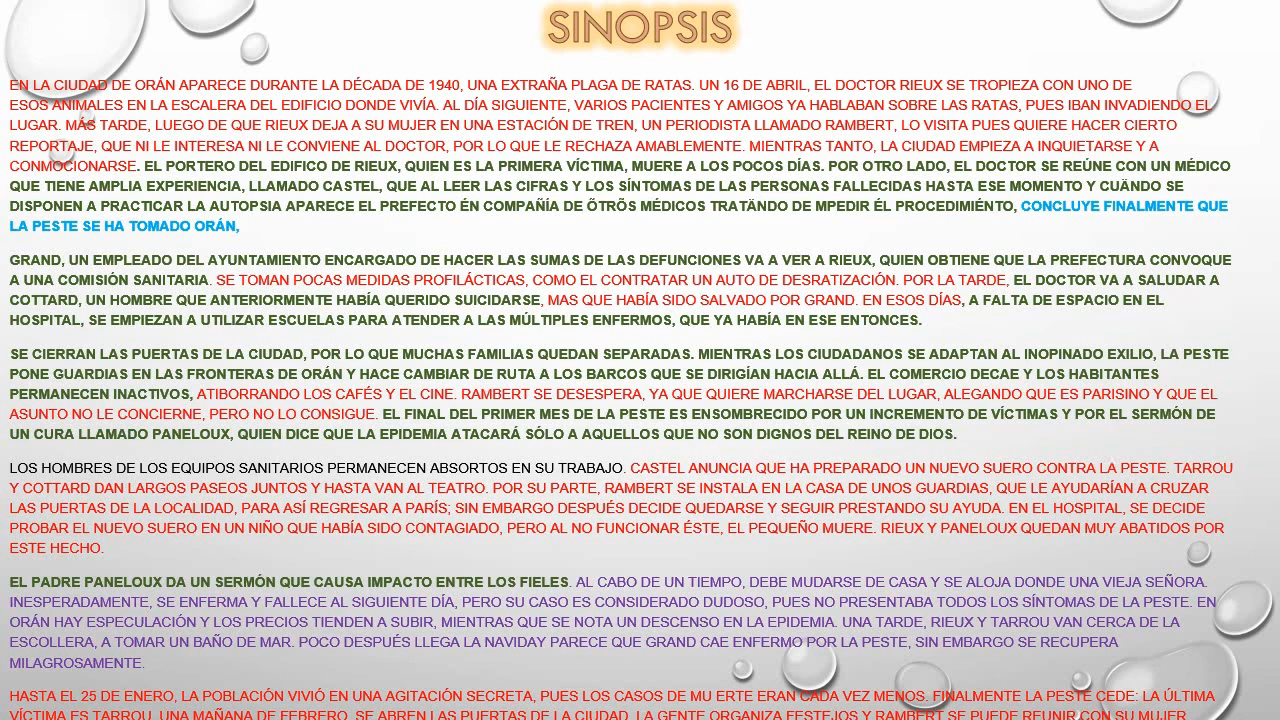 SINOPSIS
EN LA CIUDAD DE ORÁN APARECE DURANTE LA DÉCADA DE 1940, UNA EXTRAÑA PLAGA DE RATAS. UN 16 DE ABRIL, EL DOCTOR RIEUX SE TROPIEZA CON UNO DE
ESOS ANIMALES EN LA ESCALERA DEL EDIFICIO DONDE VIVÍA. AL DÍA SIGUIENTE, VARIOS PACIENTES Y AMIGOS YA HABLABAN SOBRE LAS RATAS, PUES IBAN INVADIENDO EL
LUGAR. MÁS TARDE, LUEGO DE QUE RIEUX DEJA A SU MUJER EN UNA ESTACIÓN DE TREN, UN PERIODISTA LLAMADO RAMBERT, LO VISITA PUES QUIERE HACER CIERTO
REPORTAJE, QUE NI LE INTERESA NI LE CONVIENE AL DOCTOR, POR LO QUE LE RECHAZA AMABLEMENTE. MIENTRAS TANTO, LA CIUDAD EMPIEZA A INQUIETARSE Y A
CONMOCIONARSE. EL PORTERO DEL EDIFICO DE RIEUX, QUIEN ES LA PRIMERA VÍCTIMA, MUERE A LOS POCOS DÍAS. POR OTRO LADO, EL DOCTOR SE REÚNE CON UN MÉDICO
QUE TIENE AMPLIA EXPERIENCIA, LLAMADO CASTEL, QUE AL LEER LAS CIFRAS Y LOS SÍNTOMAS DE LAS PERSONAS FALLECIDAS HASTA ESE MOMENTO Y CUÄNDO SE
DISPONEN A PRACTICAR LA AUTOPSIA APARECE EL PREFECTO ÉN COMPAÑÍA DE ÕTRÕS MÉDICOS TRATÄNDO DE MPEDIR ÉL PROCEDIMIÉNTO, CONCLUYE FINALMENTE QUE
LA PESTE SE HA TOMADO ORÁN,
GRAND, UN EMPLEADO DEL AYUNTAMIENTO ENCARGADO DE HACER LAS SUMAS DE LAS DEFUNCIONES VA A VER A RIEUX, QUIEN OBTIENE QUE LA PREFECTURA CONVOQUE
A UNA COMISIÓN SANITARIA. SE TOMAN POCAS MEDIDAS PROFILÁCTICAS, COMO EL CONTRATAR UN AUTO DE DESRATIZACIÓN. POR LA TARDE, EL DOCTOR VA A SALUDAR A
COTTARD, UN HOMBRE QUE ANTERIORMENTE HABÍA QUERIDO SUICIDARSE, MAS QUE HABÍA SIDO SALVADO POR GRAND. EN ESOS DÍAS, A FALTA DE ESPACIO EN EL
HOSPITAL, SE EMPIEZAN A UTILIZAR ESCUELAS PARA ATENDER A LAS MÚLTIPLES ENFERMOS, QUE YA HABÍA EN ESE ENTONCES.
SE CIERRAN LAS PUERTAS DE LA CIUDAD, POR LO QUE MUCHAS FAMILIAS QUEDAN SEPARADAS. MIENTRAS LOS CIUDADANOS SE ADAPTAN AL INOPINADO EXILIO, LA PESTE
PONE GUARDIAS EN LAS FRONTERAS DE ORÁN Y HACE CAMBIAR DE RUTA A LOS BARCOS QUE SE DIRIGÍAN HACIA ALLÁ. EL COMERCIO DECAE Y LOS HABITANTES
PERMANECEN INACTIVOS, ATIBORRANDO LOS CAFÉS Y EL CINE. RAMBERT SE DESESPERA, YA QUE QUIERE MARCHARSE DEL LUGAR, ALEGANDO QUE ES PARISINO Y QUE EL
ASUNTO NO LE CONCIERNE, PERO NO LO CONSIGUE. EL FINAL DEL PRIMER MES DE LA PESTE ES ENSOMBRECIDO POR UN INCREMENTO DE VÍCTIMAS Y POR EL SERMÓN DE
UN CURA LLAMADO PANELOUX, QUIEN DICE QUE LA EPIDEMIA ATACARÁ SÓLO A AQUELLOS QUE NO SON DIGNOS DEL REINO DE DIOS.
LOS HOMBRES DE LOS EQUIPOS SANITARIOS PERMANECEN ABSORTOS EN SU TRABAJO. CASTEL ANUNCIA QUE HA PREPARADO UN NUEVO SUERO CONTRA LA PESTE. TARROU
Y COTTARD DAN LARGOS PASEOS JUNTOS Y HASTA VAN AL TEATRO. POR SU PARTE, RAMBERT SE INSTALA EN LA CASA DE UNOS GUARDIAS, QUE LE AYUDARÍAN A CRUZAR
LAS PUERTAS DE LA LOCALIDAD, PARA ASÍ REGRESAR A PARÍS; SIN EMBARGO DESPUÉS DECIDE QUEDARSE Y SEGUIR PRESTANDO SU AYUDA. EN EL HOSPITAL, SE DECIDE
PROBAR EL NUEVO SUERO EN UN NIÑO QUE HABÍA SIDO CONTAGIADO, PERO AL NO FUNCIONAR ÉSTE, EL PEQUEÑO MUERE. RIEUX Y PANELOUX QUEDAN MUY ABATIDOS POR
ESTE HECHO.
EL PADRE PANELOUX DA UN SERMÓN QUE CAUSA IMPACTO ENTRE LOS FIELES. AL CABO DE UN TIEMPO, DEBE MUDARSE DE CASA Y SE ALOJA DONDE UNA VIEJA SEÑORA.
INESPERADAMENTE, SE ENFERMA Y FALLECE AL SIGUIENTE DÍA, PERO SU CASO ES CONSIDERADO DUDOSO, PUES NO PRESENTABA TODOS LOS SÍNTOMAS DE LA PESTE. EN
ORÁN HAY ESPECULACIÓN Y LOS PRECIOS TIENDEN A SUBIR, MIENTRAS QUE SE NOTA UN DESCENSO EN LA EPIDEMIA. UNA TARDE, RIEUX Y TARROU VAN CERCA DE LA
ESCOLLERA, A TOMAR UN BAÑO DE MAR. POCO DESPUÉS LLEGA LA NAVIDAY PARECE QUE GRAND CAE ENFERMO POR LA PESTE, SIN EMBARGO SE RECUPERA
MILAGROSAMENTE.
HASTA EL 25 DE ENERO, LA POBLACIÓN VIVIÓ EN UNA AGITACIÓN SECRETA, PUES LOS CASOS DE MU ERTE ERAN CADA VEZ MENOS. FINALMENTE LA PESTE CEDE: LA ÚLTIMA
VÍCTIMA ES TARROU. UNA MAÑANA DE FEBRERO, SE ABREN LAS PUERTAS DE LA CIUDAD. LA GENTE ORGANIZA FESTEJOS Y RAMBERT SE PUEDE REUNIR CON SU MUJER